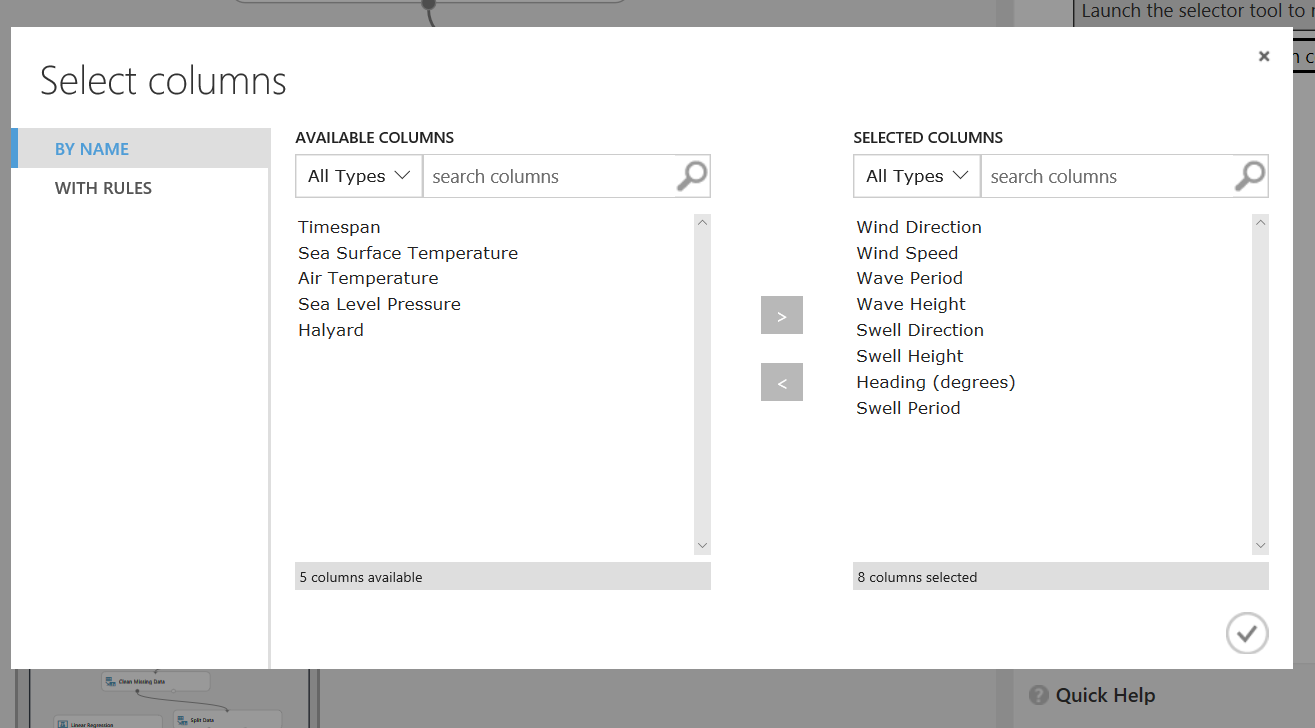 Launch the selector tool to
Select columns
BY NAME
WITH RULES
AVAILABLE COLUMNS
All Types
search columns
Timespan
Sea Surface Temperature
Air Temperature
Sea Level Pressure
Halyard
5 columns available
>
<
SELECTED COLUMNS
All Types
search columns
Wind Direction
Wind Speed
Wave Period
Wave Height
Swell Direction
Swell Height
Heading (degrees)
Swell Period
8 columns selected
Clean Missing Data
Linear Regression
Split Data
? Quick Help